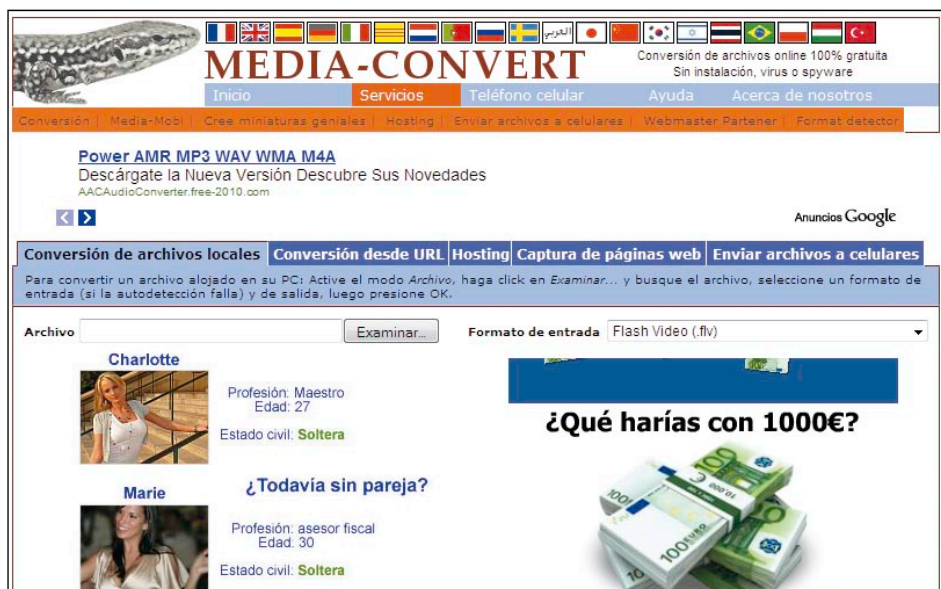 العربي
MEDIA-CONVERT
Conversión de archivos online 100% gratuita
Sin instalación, virus o spyware
Inicio Servicios Teléfono celular Ayuda Acerca de nosotros
Conversión | Media-Mobi | Cree miniaturas geniales | Hosting | Enviar archivos a celulares | Webmaster Partener | Format detector
Power AMR MP3 WAV WMA M4A
Descárgate la Nueva Versión Descubre Sus Novedades
AACAudioConverter.free-2010.com
Anuncios Google
Conversión de archivos locales Conversión desde URL Hosting Captura de páginas web Enviar archivos a celulares
Para convertir un archivo alojado en su PC: Active el modo Archivo, haga click en Examinar... y busque el archivo, seleccione un formato de
entrada (si la autodetección falla) y de salida, luego presione OK.
Archivo Examinar... Formato de entrada Flash Video (.flv)
Charlotte
Profesión: Maestro
Edad: 27
Estado civil: Soltera
¿Qué harías con 1000€?
¿Todavía sin pareja?
Marie
Profesión: asesor fiscal
Edad: 30
Estado civil: Soltera
100
100
100 EURO
10.000